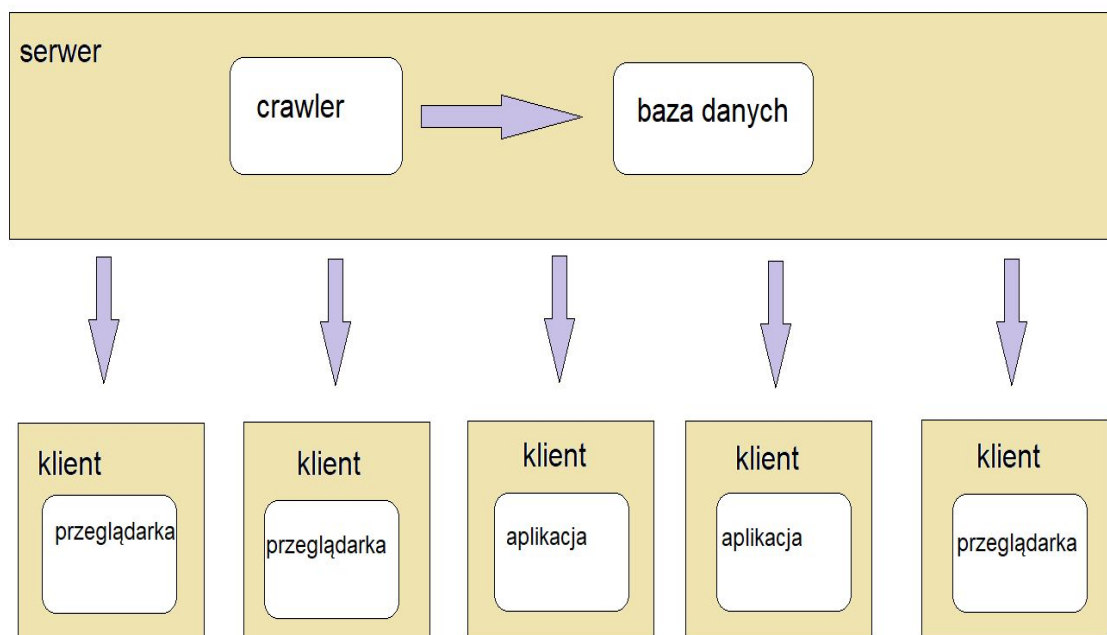 serwer
crawler
baza danych
klient
przeglądarka
klient
przeglądarka
klient
aplikacja
klient
aplikacja
klient
przeglądarka